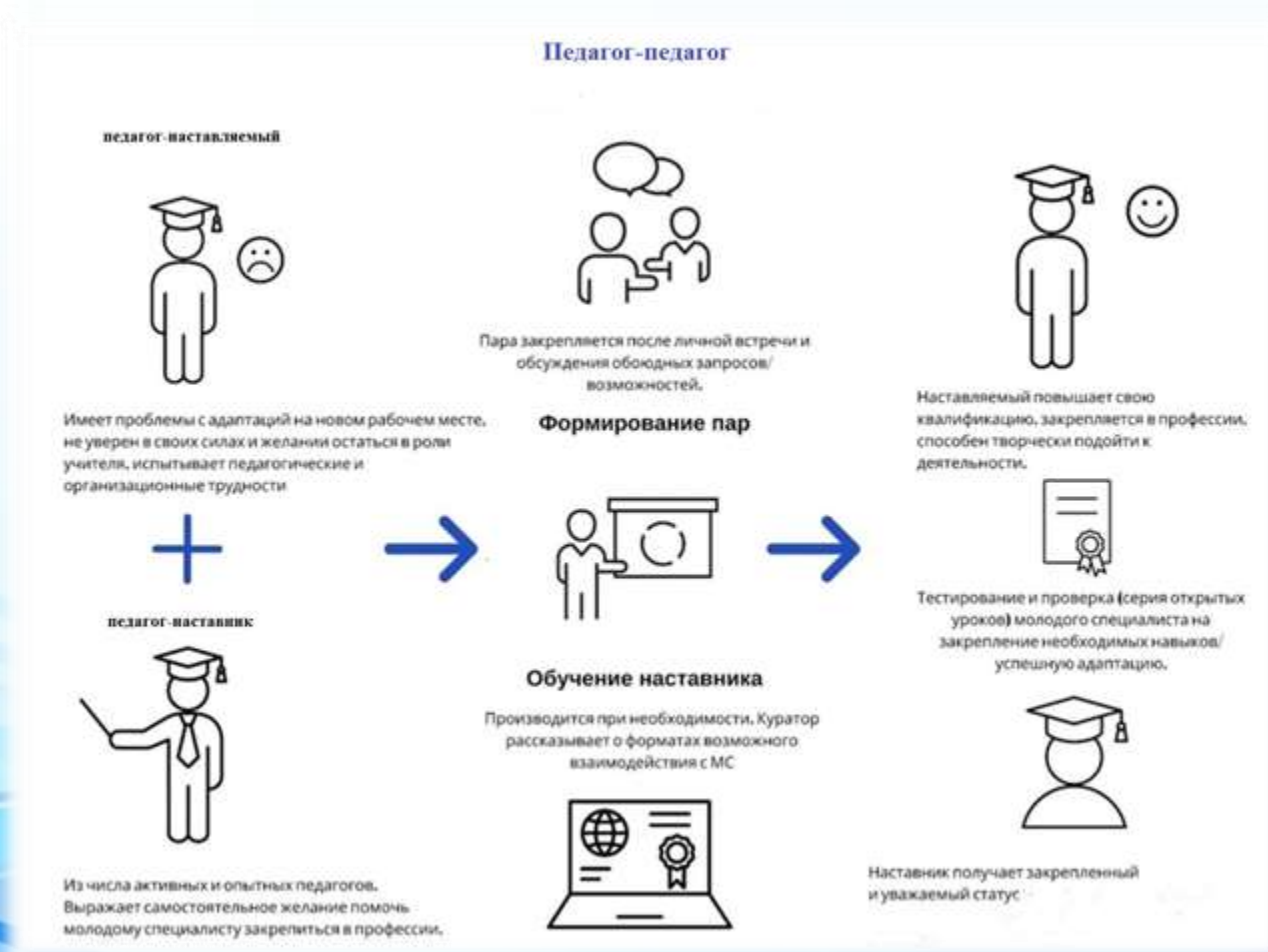 Педагог-педагог
педагог-наставляемый
Имеет проблемы с адаптаций на новом рабочем месте,
не уверен в своих силах и желании остаться в роли
учителя, испытывает педагогические и
организационные трудности
педагог-наставник
Из числа активных и опытных педагогов.
Выражает самостоятельное желание помочь
молодому специалисту закрепиться в профессии.
Пара закрепляется после личной встречи и
обсуждения обоюдных запросов/
возможностей.
Формирование пар
Обучение наставника
Производится при необходимости. Куратор
рассказывает о форматах возможного
взаимодействия с МС
Наставляемый повышает свою
квалификацию, закрепляется в профессии,
способен творчески подойти к
деятельности.
Тестирование и проверка (серия открытых
уроков) молодого специалиста на
закрепление необходимых навыков/
успешную адаптацию.
Наставник получает закрепленный
и уважаемый статус